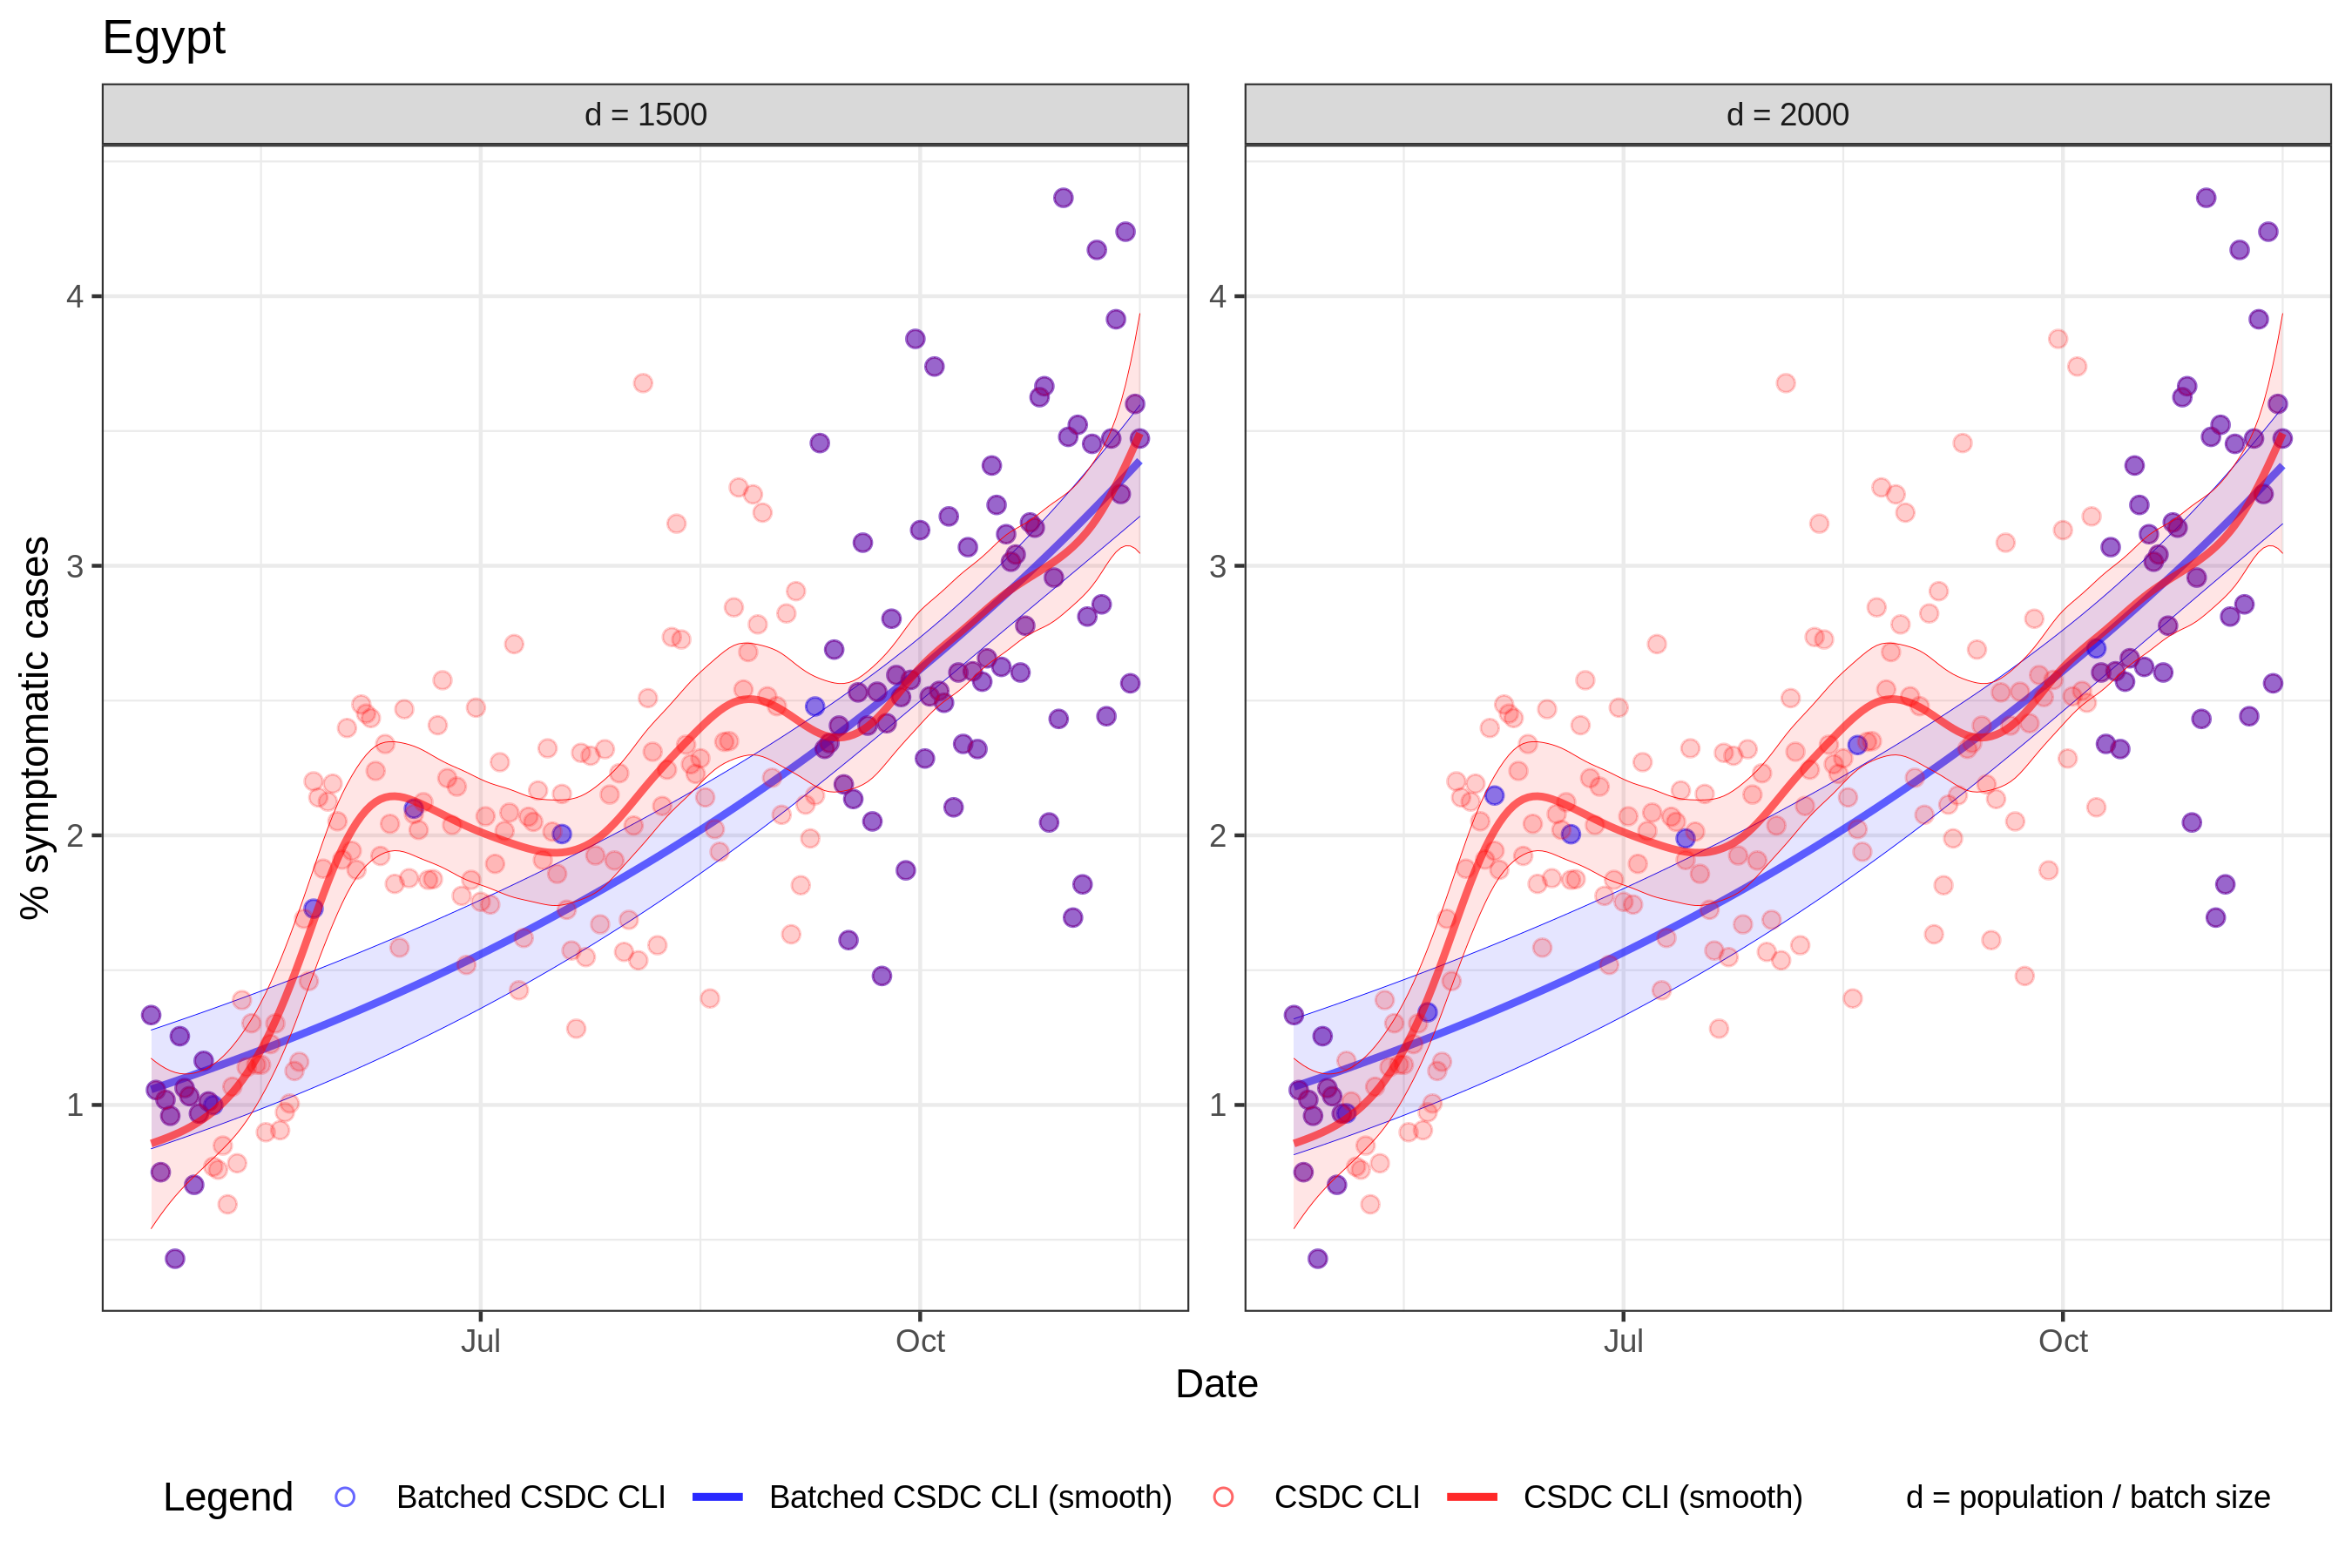 Egypt
d = 1500
d = 2000
% symptomatic cases
4
3
2
1
4
3
2
1
Jul
Oct
Jul
Oct
Date
Legend
Batched CSDC CLI
Batched CSDC CLI (smooth)
CSDC CLI
CSDC CLI (smooth)
d = population / batch size